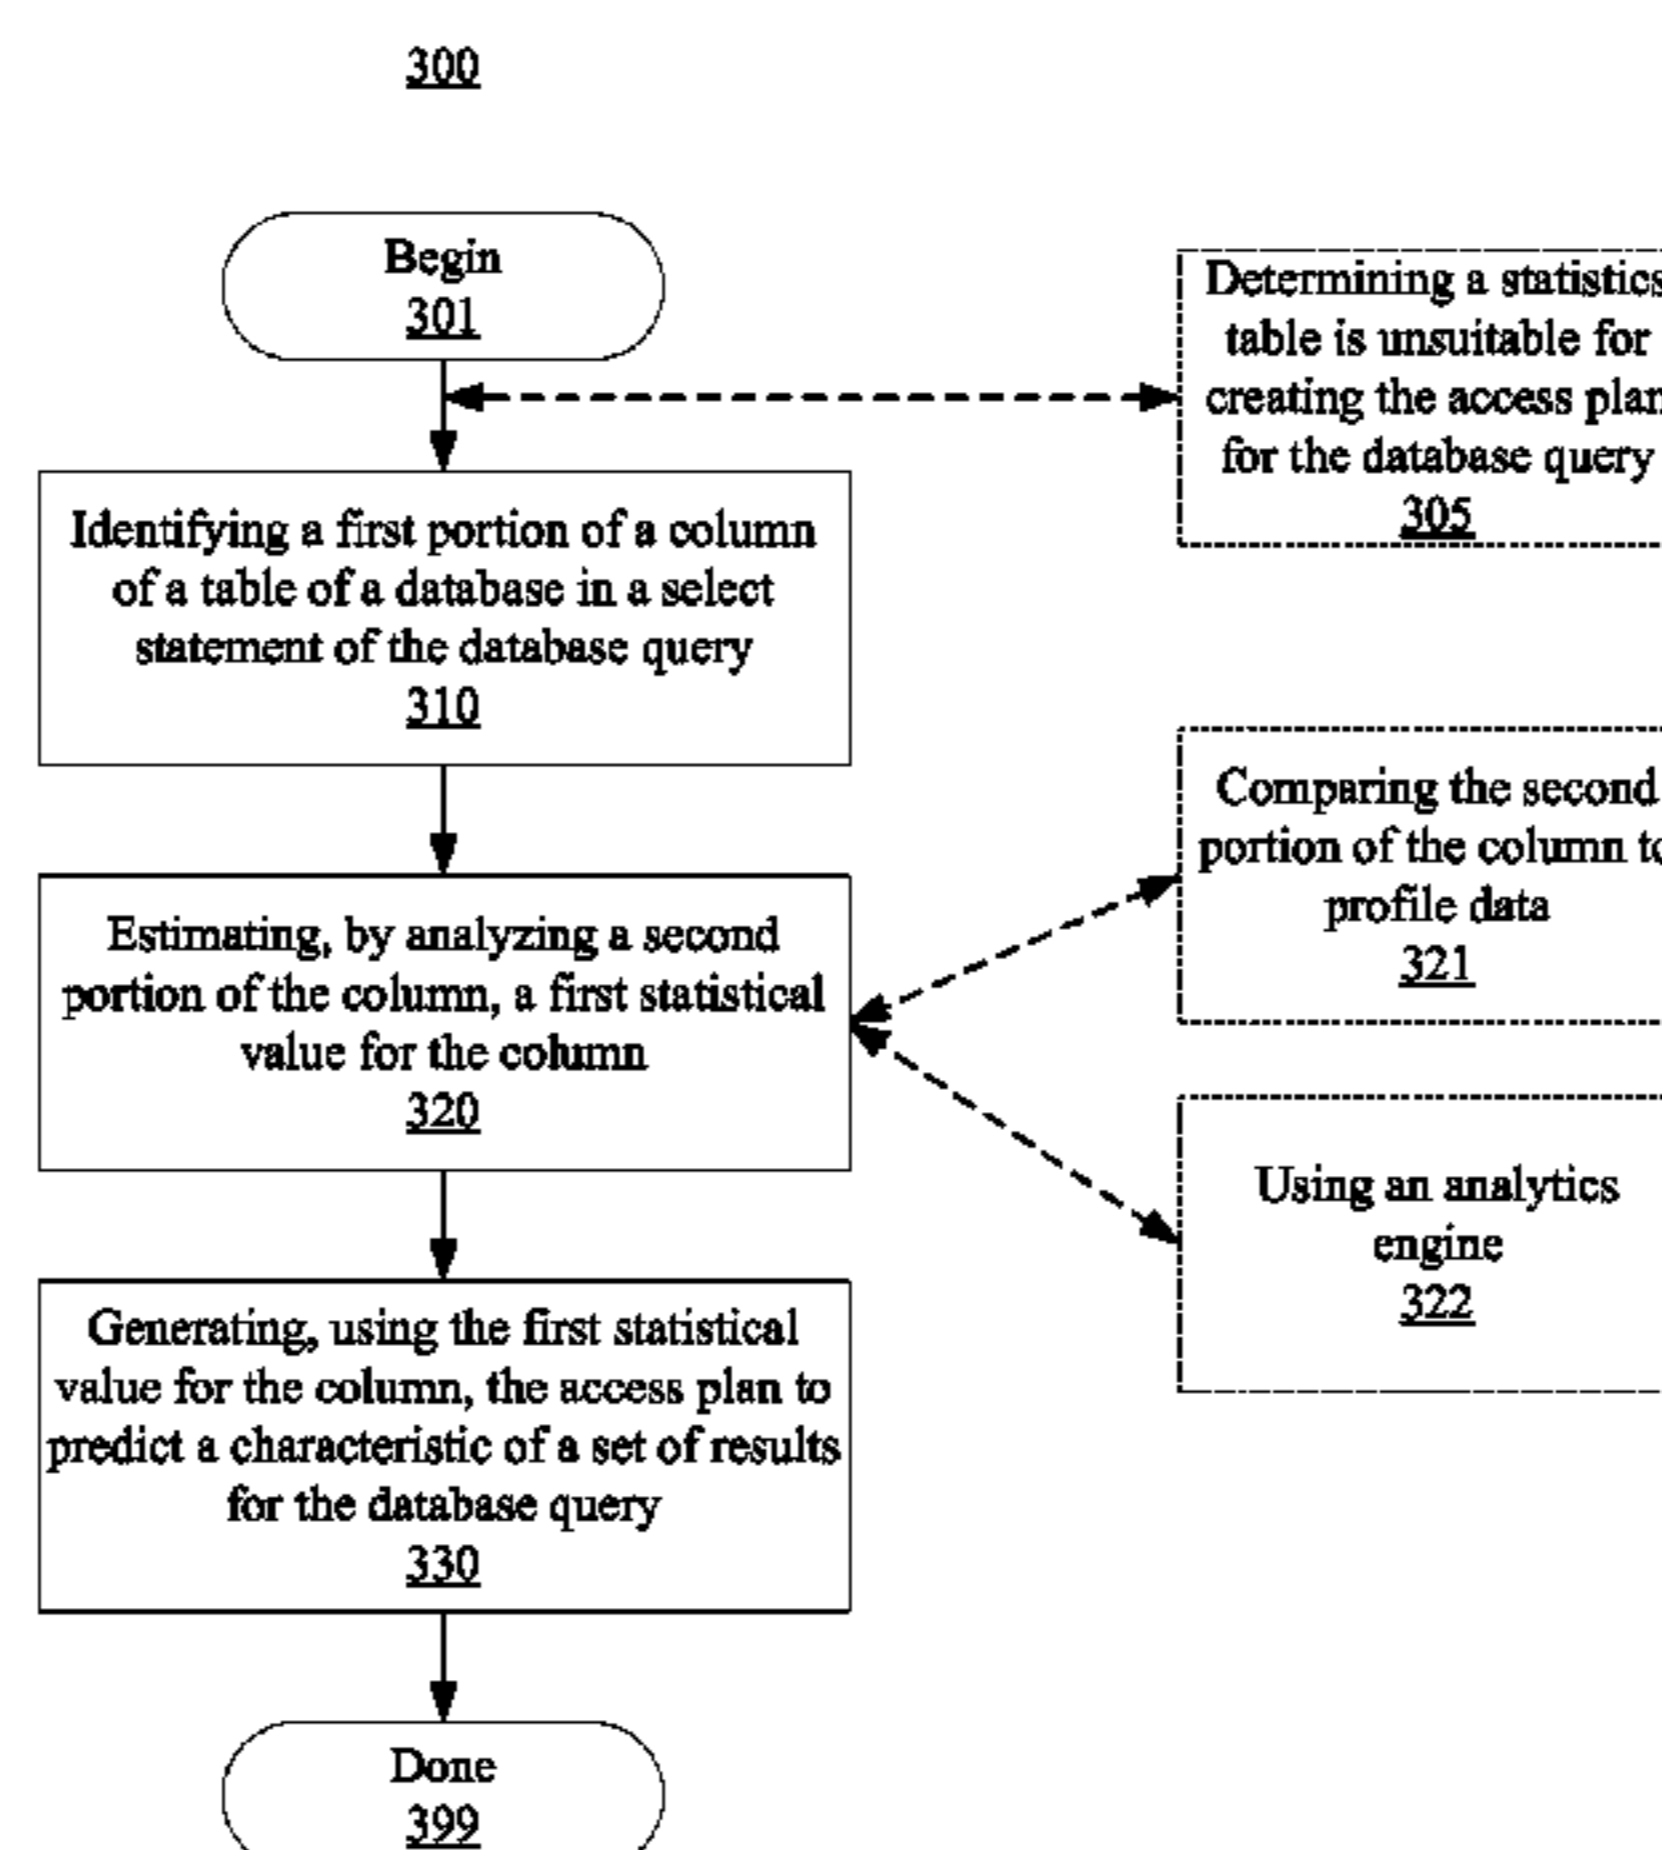 300
Begin
301
Determining a statistics
table is unsuitable for
creating the access plan
for the database query
305
Identifying a first portion of a column
of a table of a database in a select
statement of the database query
310
Comparing the second
portion of the column to
profile data
321
Estimating, by analyzing a second
portion of the column, a first statistical
value for the column
320
Using an analytics
engine
322
Generating, using the first statistical
value for the column, the access plan to
predict a characteristic of a set of results
for the database query
330
Done
399